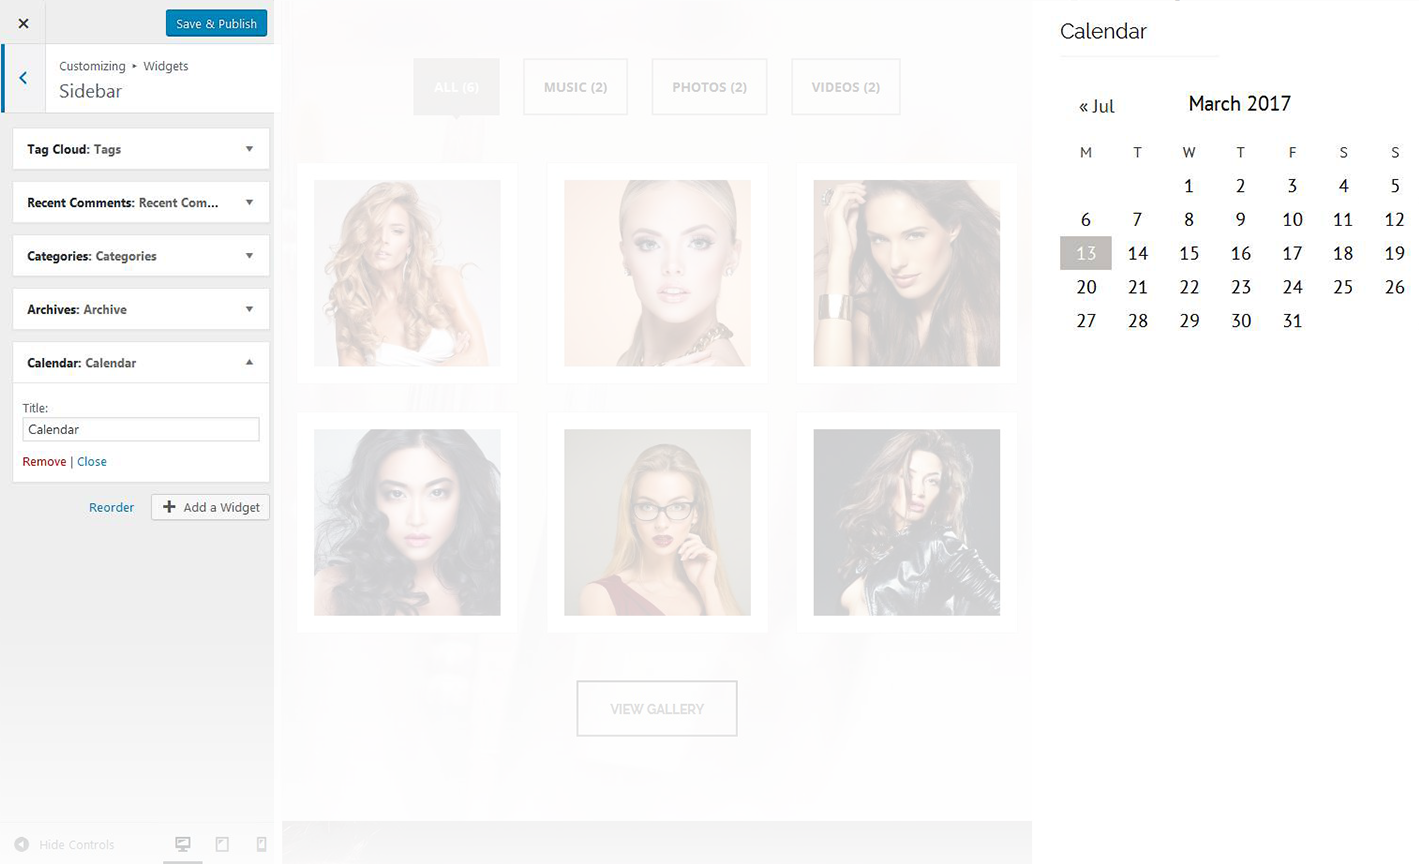 Save & Publish
Customizing ▸ Widgets
Sidebar
Tag Cloud: Tags
Recent Comments: Recent Com...
Categories: Categories
Archives: Archive
Calendar: Calendar
Title:
Calendar
Remove | Close
Reorder
Add a Widget
Hide Controls
ALL (6)
MUSIC (2)
PHOTOS (2)
VIDEOS (2)
VIEW GALLERY
Calendar
« Jul March 2017
M T W T F S S
1 2 3 4 5
6 7 8 9 10 11 12
13 14 15 16 17 18 19
20 21 22 23 24 25 26
27 28 29 30 31